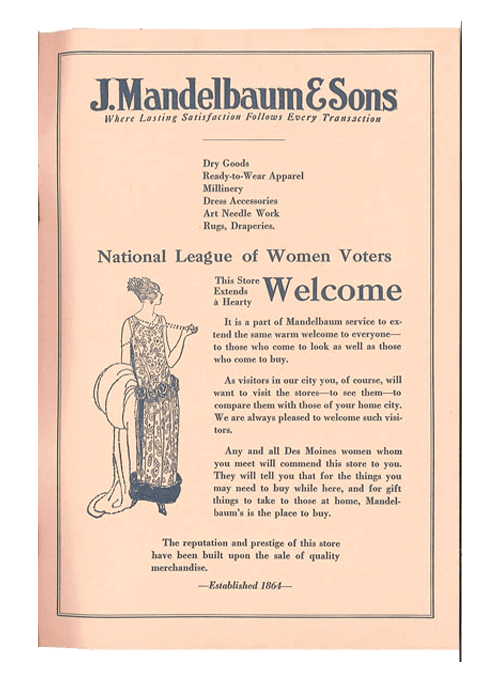 J. Mandelbaum & Sons
Where Lasting Satisfaction Follows Every Transaction
Dry Goods
Ready-to-Wear Apparel
Millinery
Dress Accessories
Art Needle Work
Rugs, Draperies.
National League of Women Voters
This Store
Extends
a Hearty
Welcome
It is a part of Mandelbaum service to ex-
tend the same warm welcome to everyone—
to those who come to look as well as those
who come to buy.
As visitors in our city you, of course, will
want to visit the stores—to see them—to
compare them with those of your home city.
We are always pleased to welcome such visi-
tors.
Any and all Des Moines women whom
you meet will commend this store to you.
They will tell you that for the things you
may need to buy while here, and for gift
things to take to those at home, Mandel-
baum's is the place to buy.
The reputation and prestige of this store
have been built upon the sale of quality
merchandise.
—Established 1864—